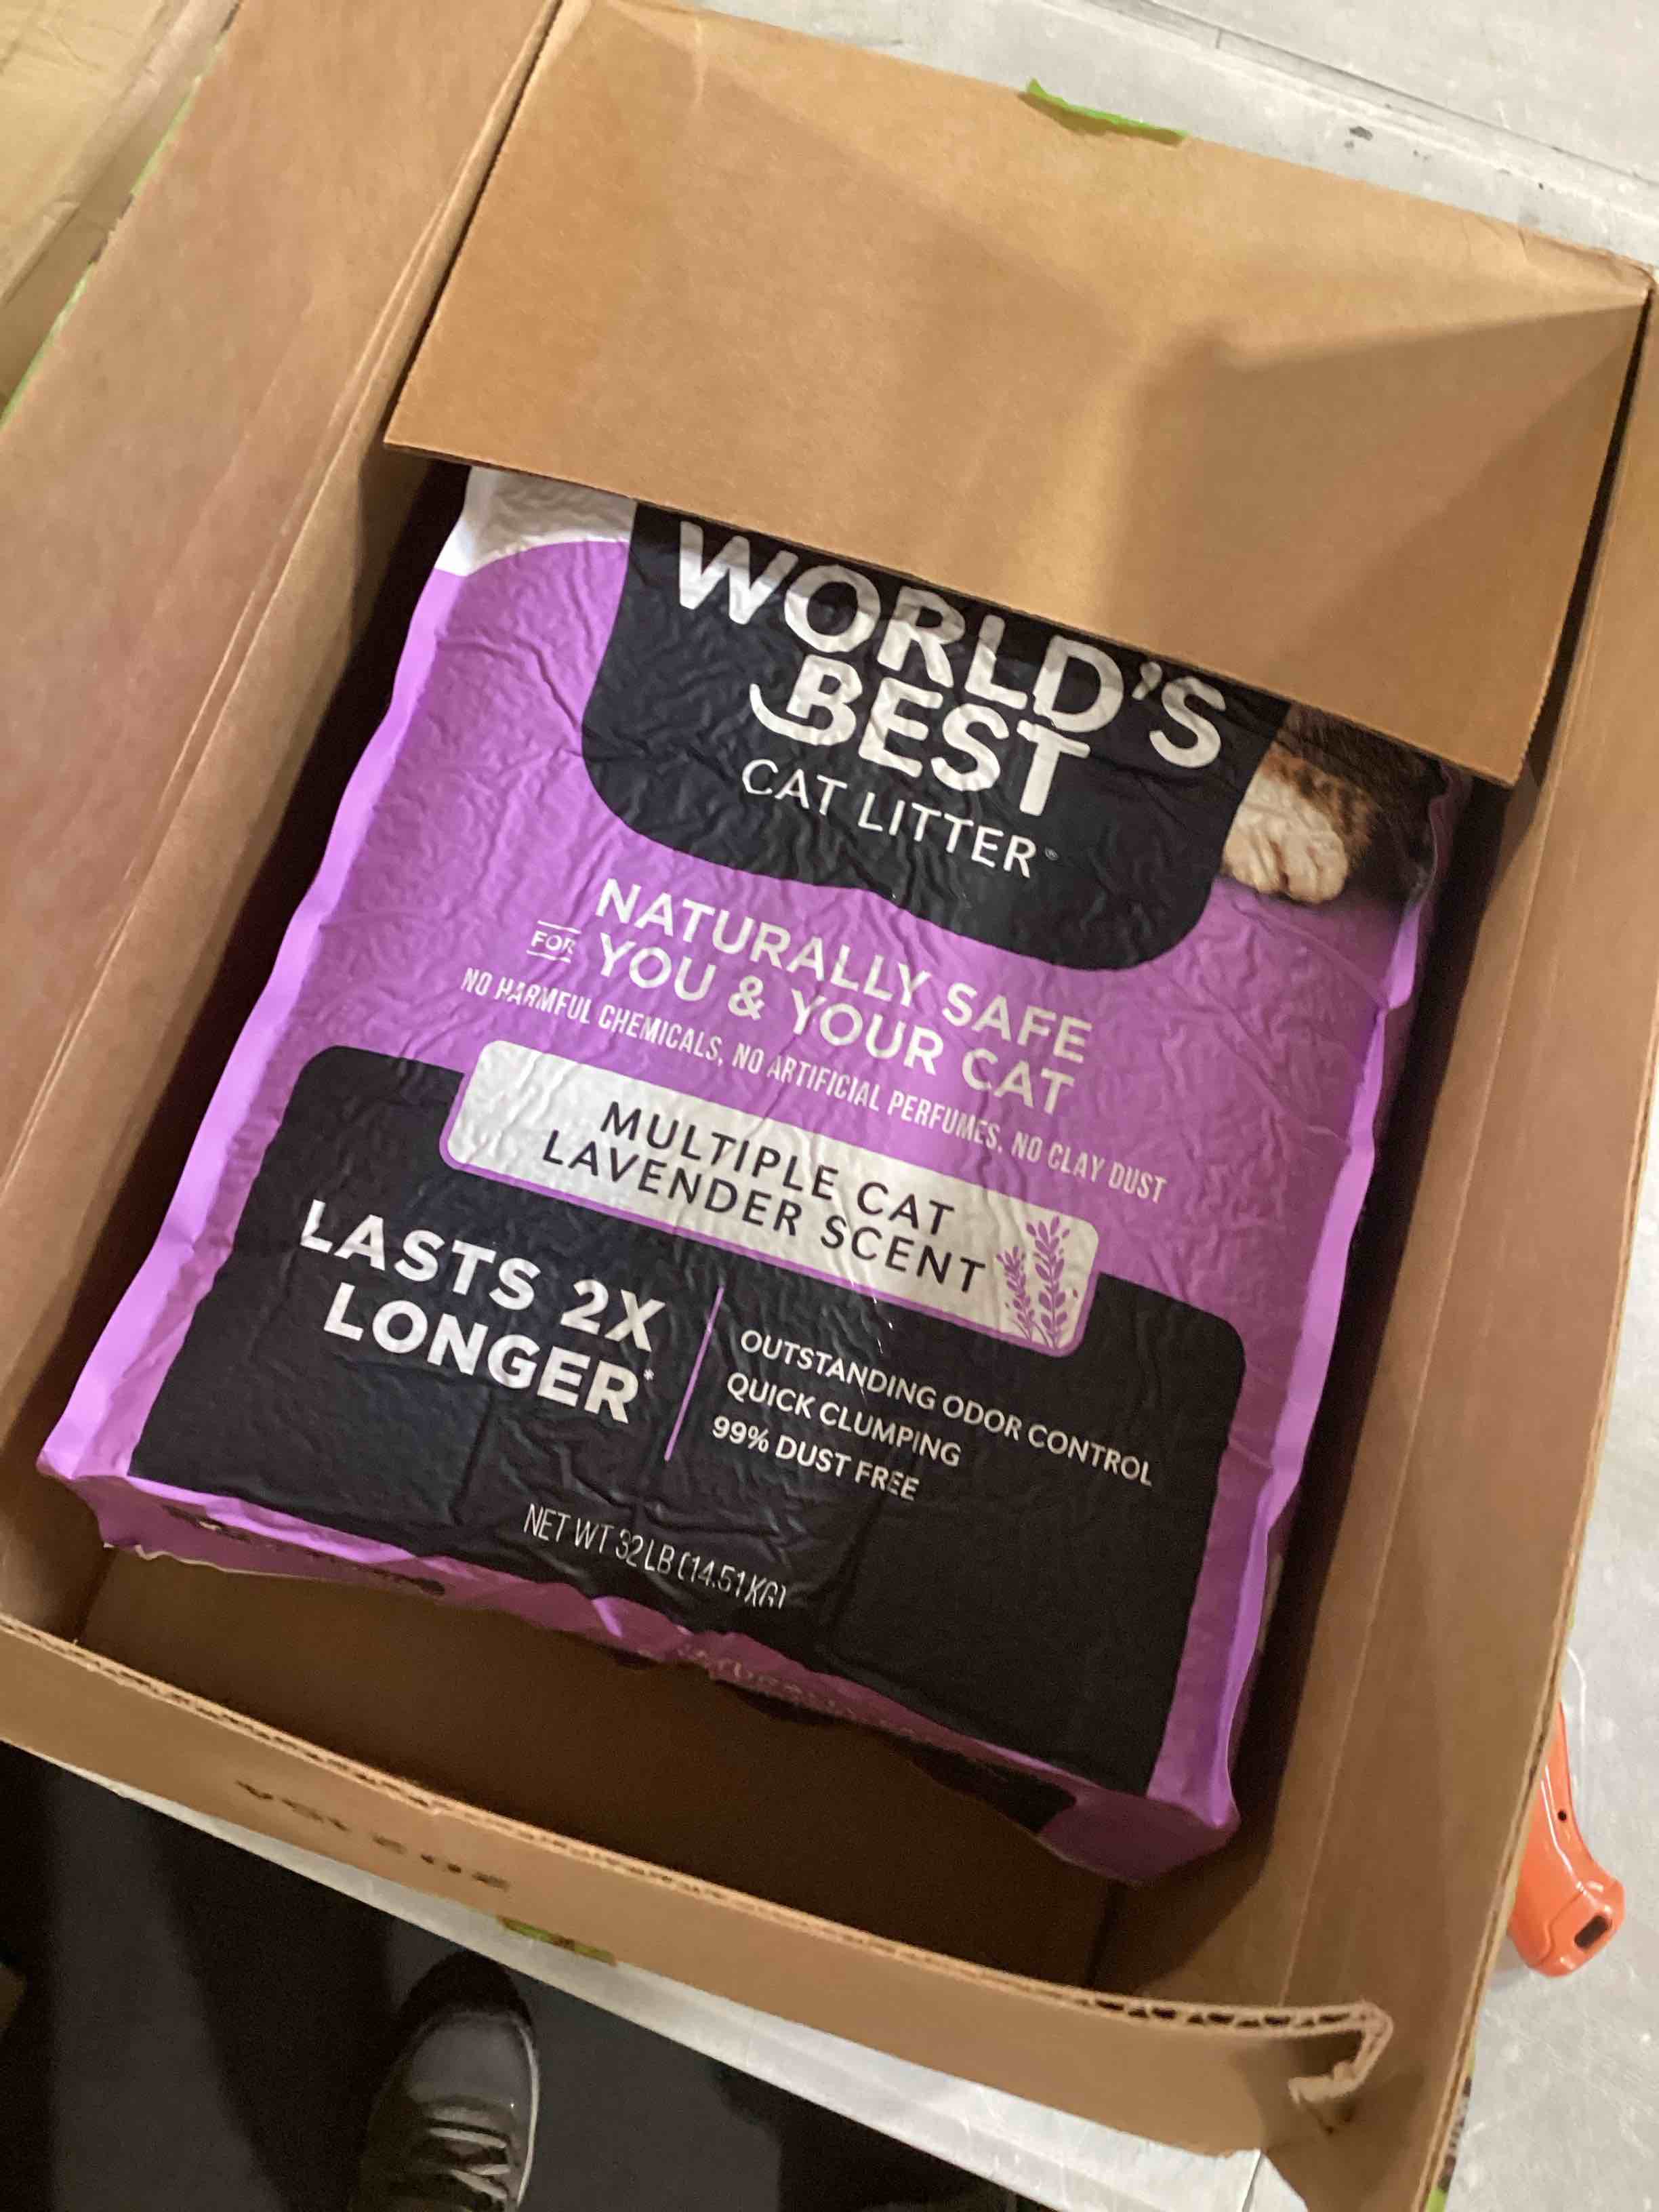 WORLD'S
BEST
CAT LITTER®
NATURALLY SAFE
FOR YOU & YOUR CAT
NO HARMFUL CHEMICALS, NO ARTIFICIAL PERFUMES, NO CLAY DUST
MULTIPLE CAT
LAVENDER SCENT
LASTS 2X
LONGER*
OUTSTANDING ODOR CONTROL
QUICK CLUMPING
99% DUST FREE
NET WT 32 LB (14.51 KG)